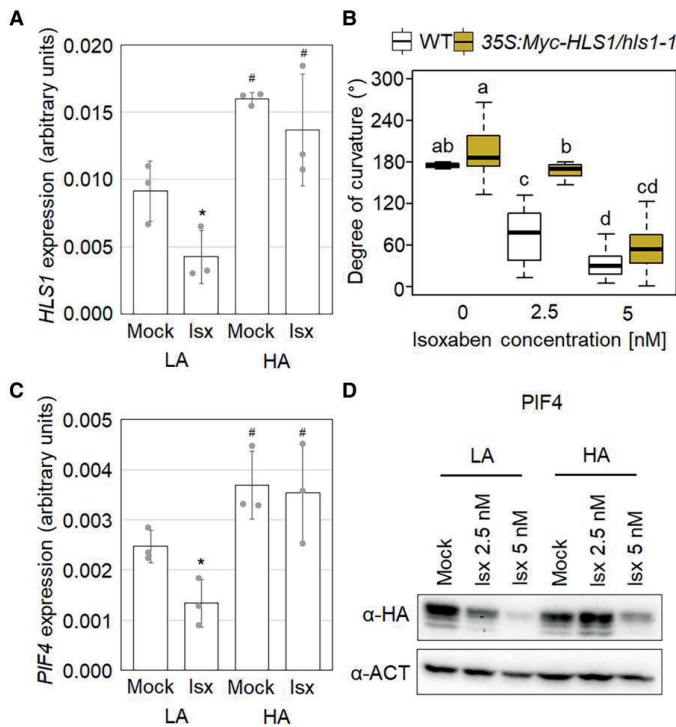 A
HLS1 expression (arbitrary units)
0.020
0.015
0.010
0.005
0.000
*
#
#
Mock Isx Mock Isx
LA HA
B
WT 35S:Myc-HLS1/hls1-1
Degree of curvature (°)
300
240
180
120
60
0
ab
a
c
b
d
cd
0 2.5 5
Isoxaben concentration [nM]
C
PIF4 expression (arbitrary units)
0.005
0.004
0.003
0.002
0.001
0.000
*
#
#
Mock Isx Mock Isx
LA HA
D
PIF4
LA HA
Mock
Isx 2.5 nM
Isx 5 nM
Mock
Isx 2.5 nM
Isx 5 nM
α-HA
α-ACT